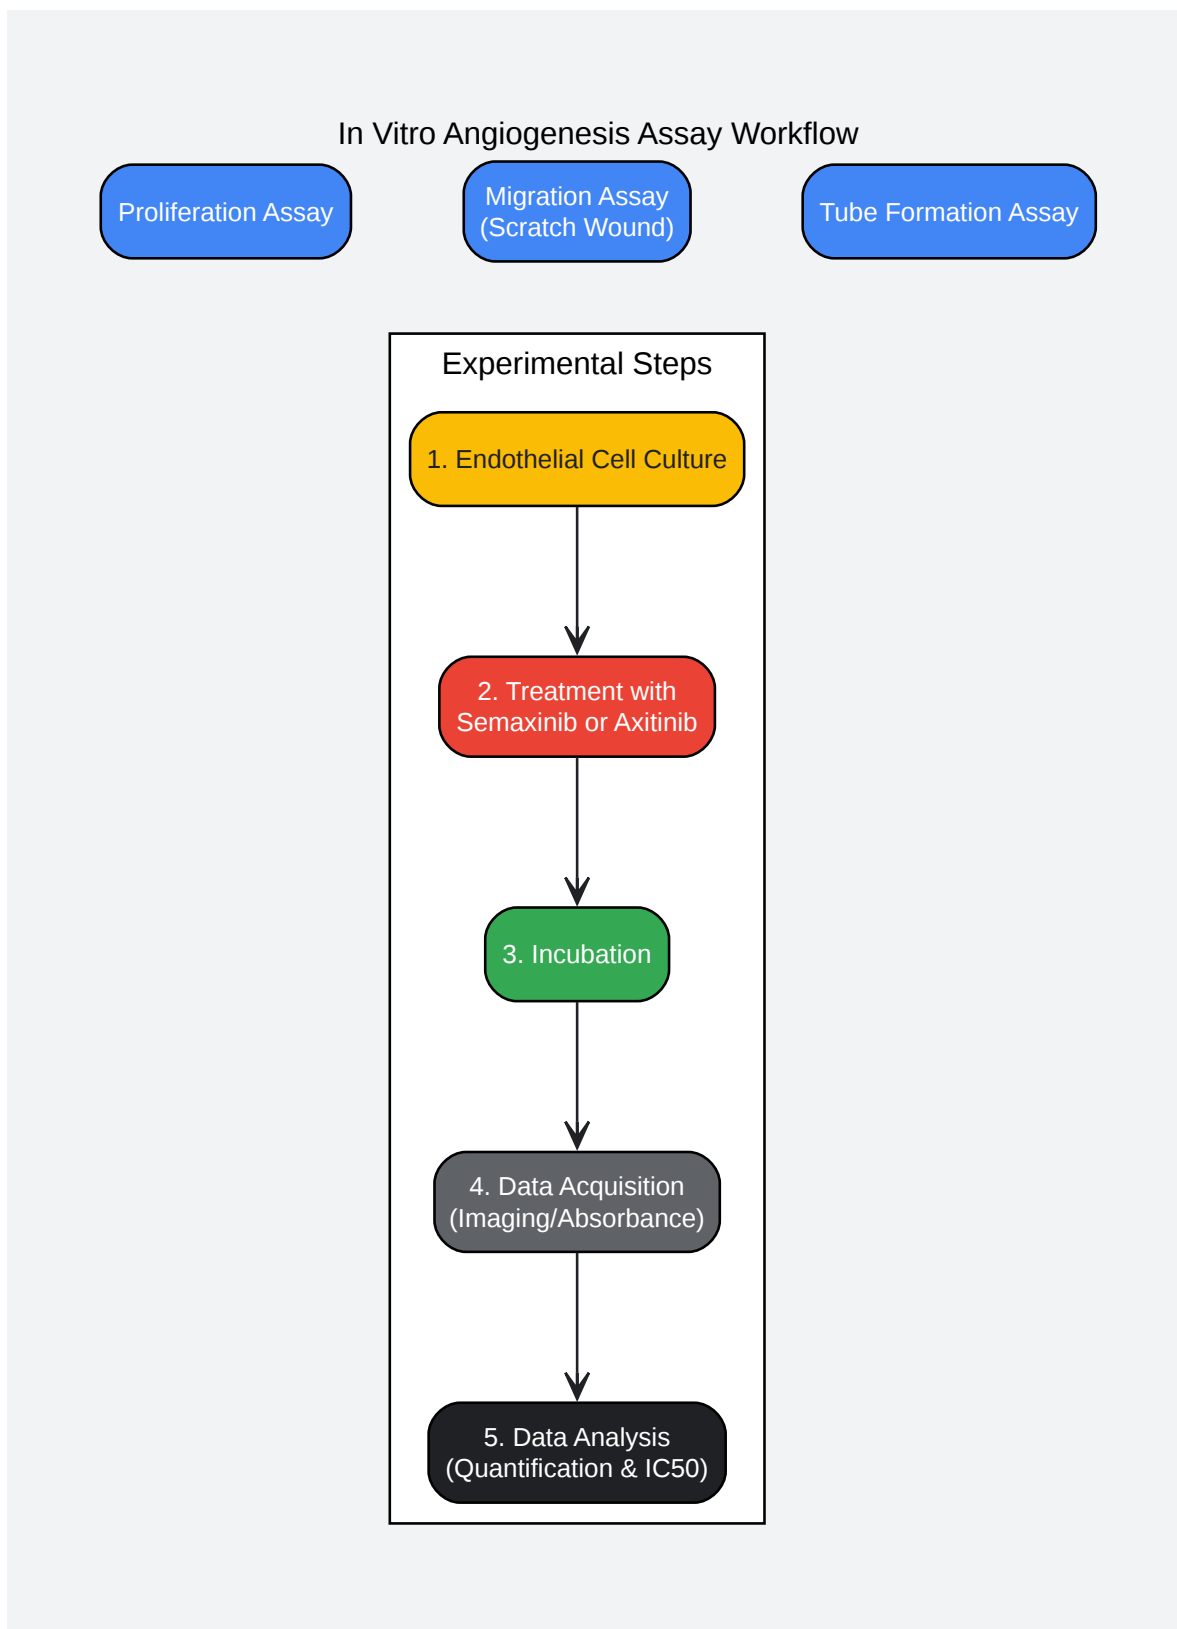 In Vitro Angiogenesis Assay Workflow
Proliferation Assay
Migration Assay
(Scratch Wound)
Tube Formation Assay
Experimental Steps
1. Endothelial Cell Culture
2. Treatment with
Semaxinib or Axitinib
3. Incubation
4. Data Acquisition
(Imaging/Absorbance)
5. Data Analysis
(Quantification & IC50)